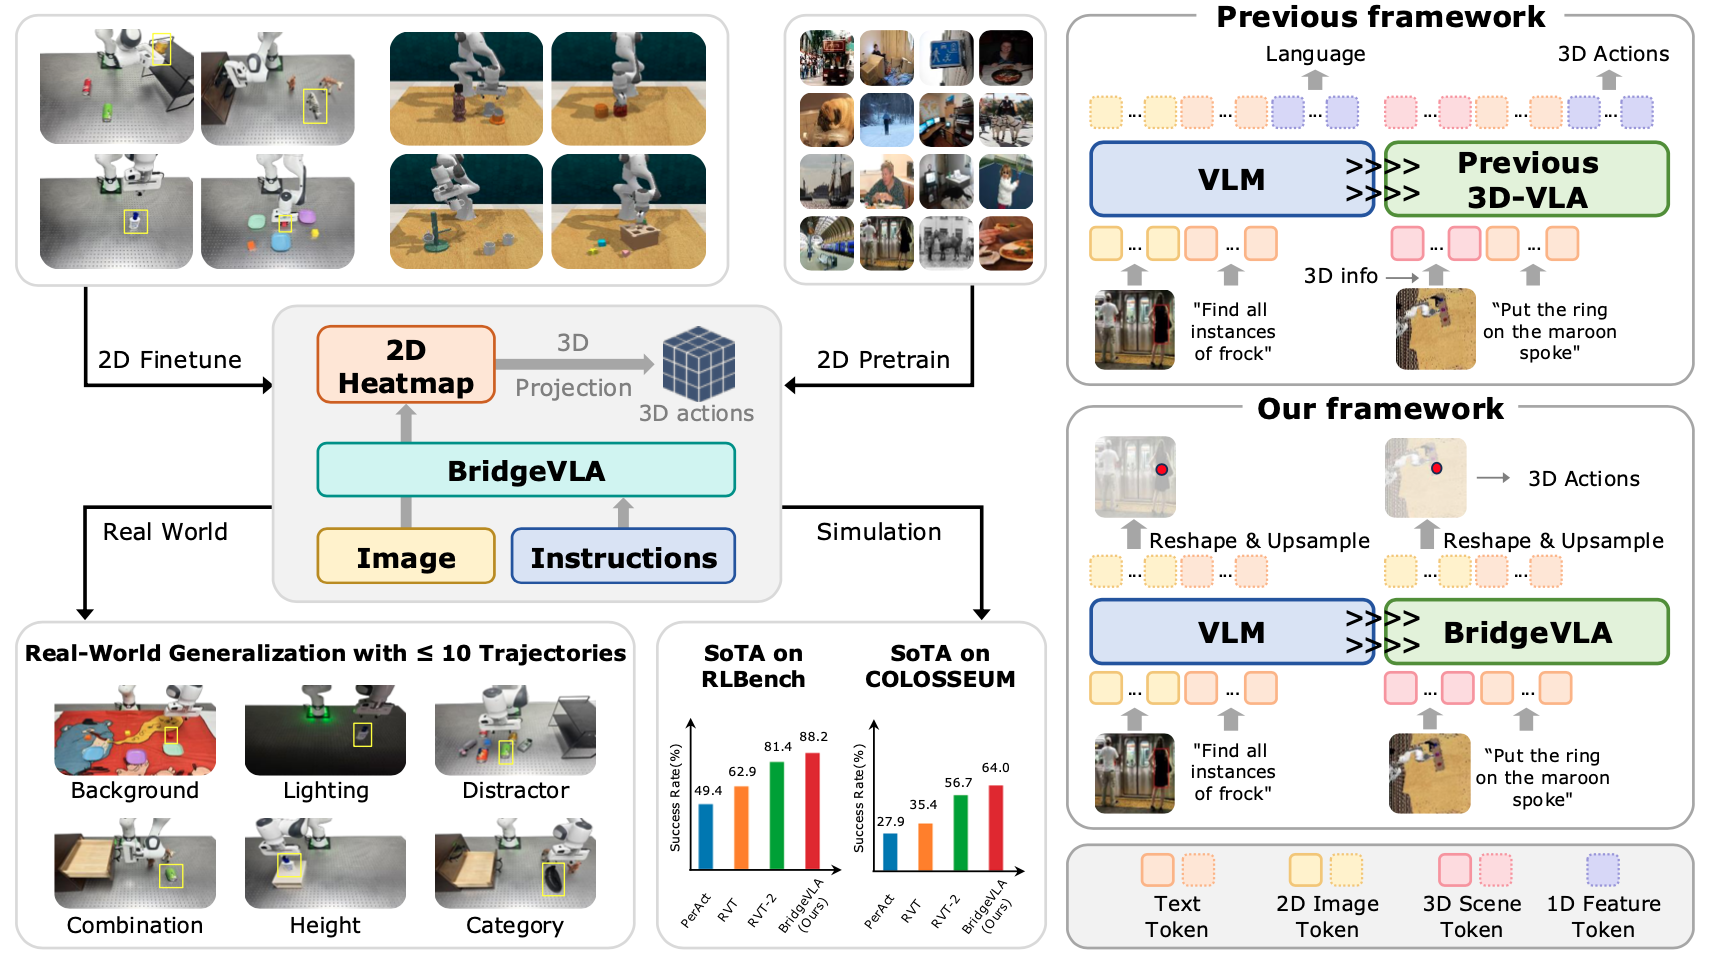 2D Finetune
2D Pretrain
2D
Heatmap
3D
Projection
3D actions
BridgeVLA
Image
Instructions
Real World
Simulation
Real-World Generalization with ≤ 10 Trajectories
Background
Lighting
Distractor
Combination
Height
Category
SoTA on
RLBench
Success Rate(%)
49.4
62.9
81.4
88.2
PerAct
RVT
RVT-2
BridgeVLA
(Ours)
SoTA on
COLOSSEUM
Success Rate(%)
27.9
35.4
56.7
64.0
PerAct
RVT
RVT-2
BridgeVLA
(Ours)
Previous framework
Language
3D Actions
... ... ... ... ... ...
VLM
>>>>
>>>>
Previous
3D-VLA
... ... ... ...
3D info
"Find all
instances
of frock"
“Put the ring
on the maroon
spoke"
Our framework
3D Actions
Reshape & Upsample
Reshape & Upsample
... ... ... ...
VLM
>>>>
>>>>
BridgeVLA
... ... ... ...
"Find all
instances
of frock"
“Put the ring
on the maroon
spoke"
Text
Token
2D Image
Token
3D Scene
Token
1D Feature
Token